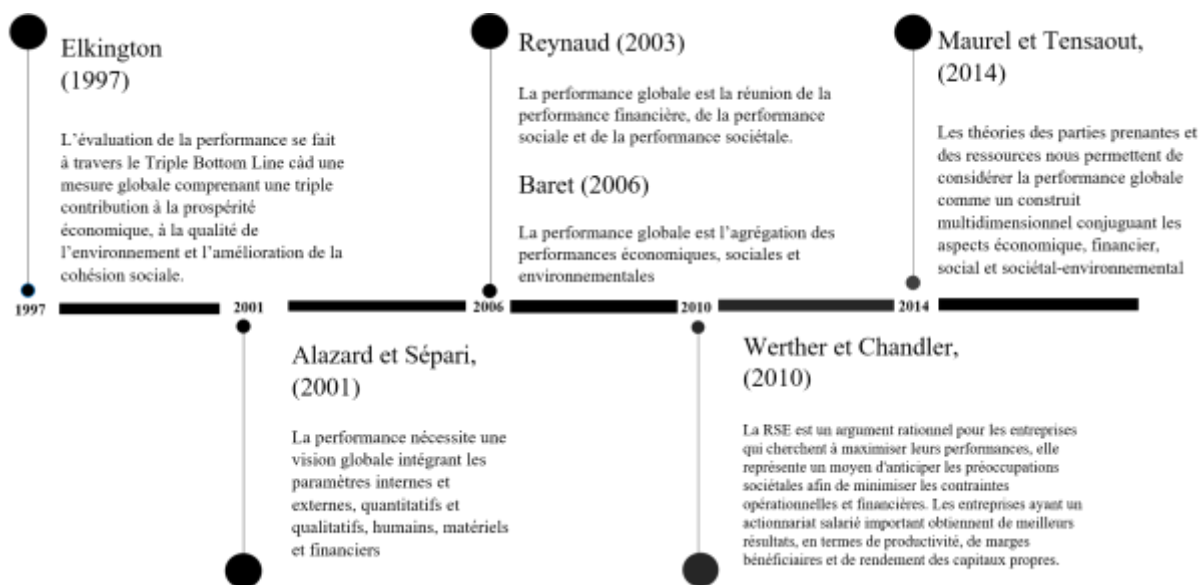 Elkington
(1997)
L'évaluation de la performance se fait
à travers le Triple Bottom Line càd une
mesure globale comprenant une triple
contribution à la prospérité
économique, à la qualité de
l'environnement et l'amélioration de la
cohésion sociale.
Reynaud (2003)
La performance globale est la réunion de la
performance financière, de la performance
sociale et de la performance sociétale.
Baret (2006)
La performance globale est l'agrégation des
performances économiques, sociales et
environnementales
Maurel et Tensaout,
(2014)
Les théories des parties prenantes et
des ressources nous permettent de
considérer la performance globale
comme un construit
multidimensionnel conjuguant les
aspects économique, financier,
social et sociétal-environnemental
1997 2001 2006 2010 2014
Alazard et Sépari,
(2001)
La performance nécessite une
vision globale intégrant les
paramètres internes et
externes, quantitatifs et
qualitatifs, humains, matériels
et financiers
Werther et Chandler,
(2010)
La RSE est un argument rationnel pour les entreprises
qui cherchent à maximiser leurs performances, elle
représente un moyen d'anticiper les préoccupations
sociétales afin de minimiser les contraintes
opérationnelles et financières. Les entreprises ayant un
actionnariat salarié important obtiennent de meilleurs
résultats, en termes de productivité, de marges
bénéficiaires et de rendement des capitaux propres.